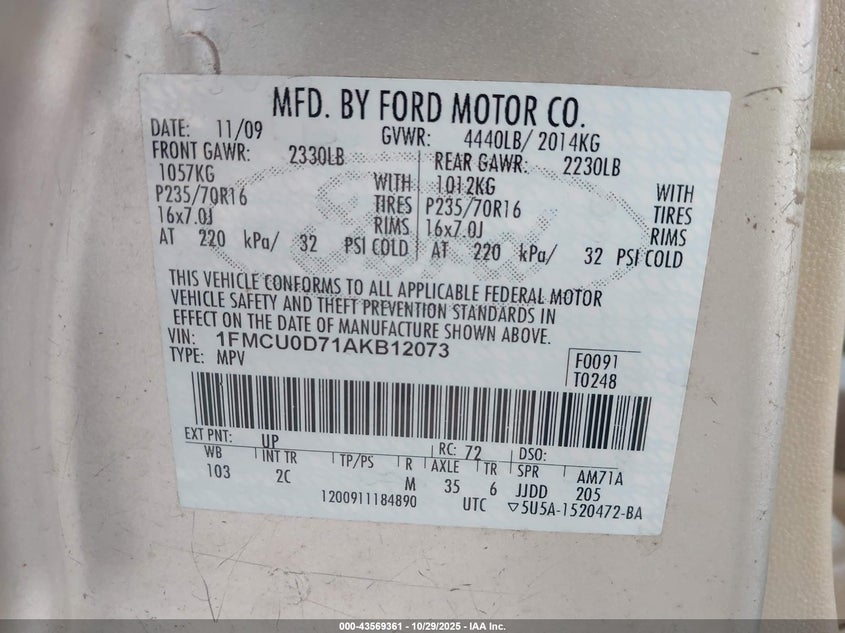 MFD. BY FORD MOTOR CO.
DATE: 11/09 GVWR: 4440LB/ 2014KG
FRONT GAWR: 2330LB REAR GAWR: 2230LB
1057KG WITH 1012KG WITH
P235/70R16 TIRES P235/70R16 TIRES
16x7.0J RIMS 16x7.0J RIMS
AT 220 kPa/ 32 PSI COLD AT 220 kPa/ 32 PSI COLD
THIS VEHICLE CONFORMS TO ALL APPLICABLE FEDERAL MOTOR
VEHICLE SAFETY AND THEFT PREVENTION STANDARDS IN
EFFECT ON THE DATE OF MANUFACTURE SHOWN ABOVE.
VIN: 1FMCU0D71AKB12073
TYPE: MPV
F0091
T0248
EXT PNT: UP RC: 72 DSO:
WB INT TR TP/PS R AXLE TR SPR AM71A
103 2C M 35 6 JJDD 205
1200911184890 UTC ▽5U5A-1520472-BA
Ford
000-43569361 - 10/29/2025 - IAA Inc.